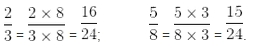 2/3 = 2 × 8 / 3 × 8 = 16/24; 5/8 = 5 × 3 / 8 × 3 = 15/24.